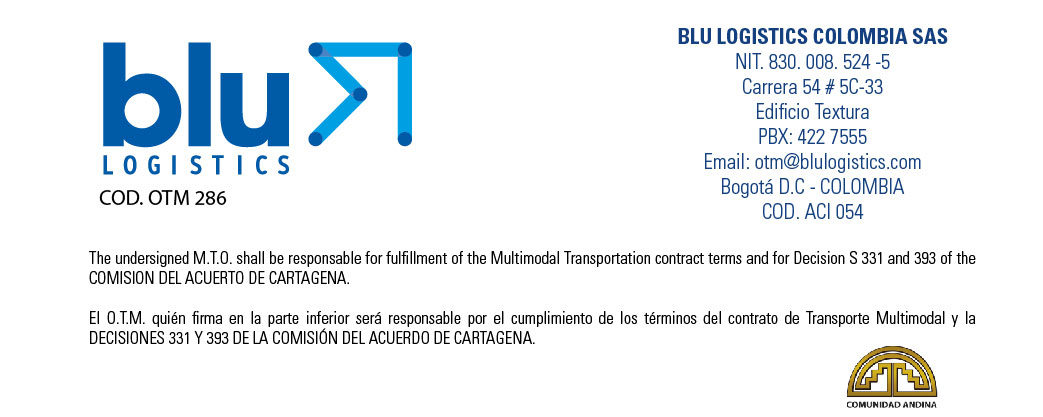 blu
LOGISTICS
COD. OTM 286
BLU LOGISTICS COLOMBIA SAS
NIT. 830. 008. 524 -5
Carrera 54 # 5C-33
Edificio Textura
PBX: 422 7555
Email: otm@blulogistics.com
Bogotá D.C - COLOMBIA
COD. ACI 054
The undersigned M.T.O. shall be responsible for fulfillment of the Multimodal Transportation contract terms and for Decision S 331 and 393 of the
COMISION DEL ACUERTO DE CARTAGENA.
El O.T.M. quién firma en la parte inferior será responsable por el cumplimiento de los términos del contrato de Transporte Multimodal y la
DECISIONES 331 Y 393 DE LA COMISIÓN DEL ACUERDO DE CARTAGENA.
COMUNIDAD ANDINA